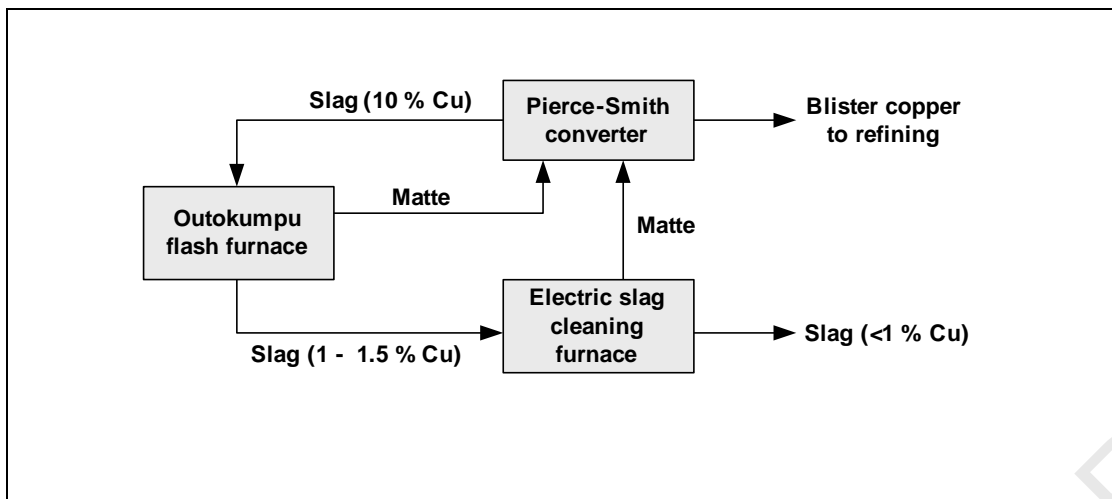 Slag (10 % Cu)
Pierce-Smith
converter
Blister copper
to refining
Outokumpu
flash furnace
Matte
Matte
Electric slag
cleaning
furnace
Slag (1 -  1.5 % Cu)
Slag (<1 % Cu)